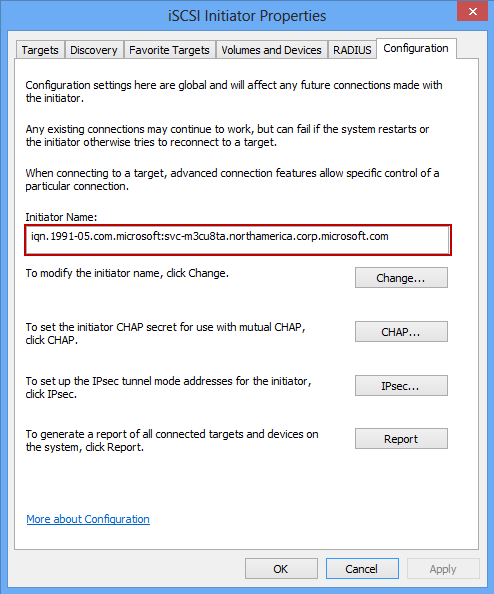 iSCSI Initiator Properties
Targets Discovery Favorite Targets Volumes and Devices RADIUS Configuration
Configuration settings here are global and will affect any future connections made with
the initiator.
Any existing connections may continue to work, but can fail if the system restarts or
the initiator otherwise tries to reconnect to a target.
When connecting to a target, advanced connection features allow specific control of a
particular connection.
Initiator Name:
iqn.1991-05.com.microsoft:svc-m3cu8ta.northamerica.corp.microsoft.com
To modify the initiator name, click Change.
Change...
To set the initiator CHAP secret for use with mutual CHAP,
click CHAP.
CHAP...
To set up the IPsec tunnel mode addresses for the initiator,
click IPsec.
IPsec...
To generate a report of all connected targets and devices on
the system, click Report.
Report
More about Configuration
OK Cancel Apply